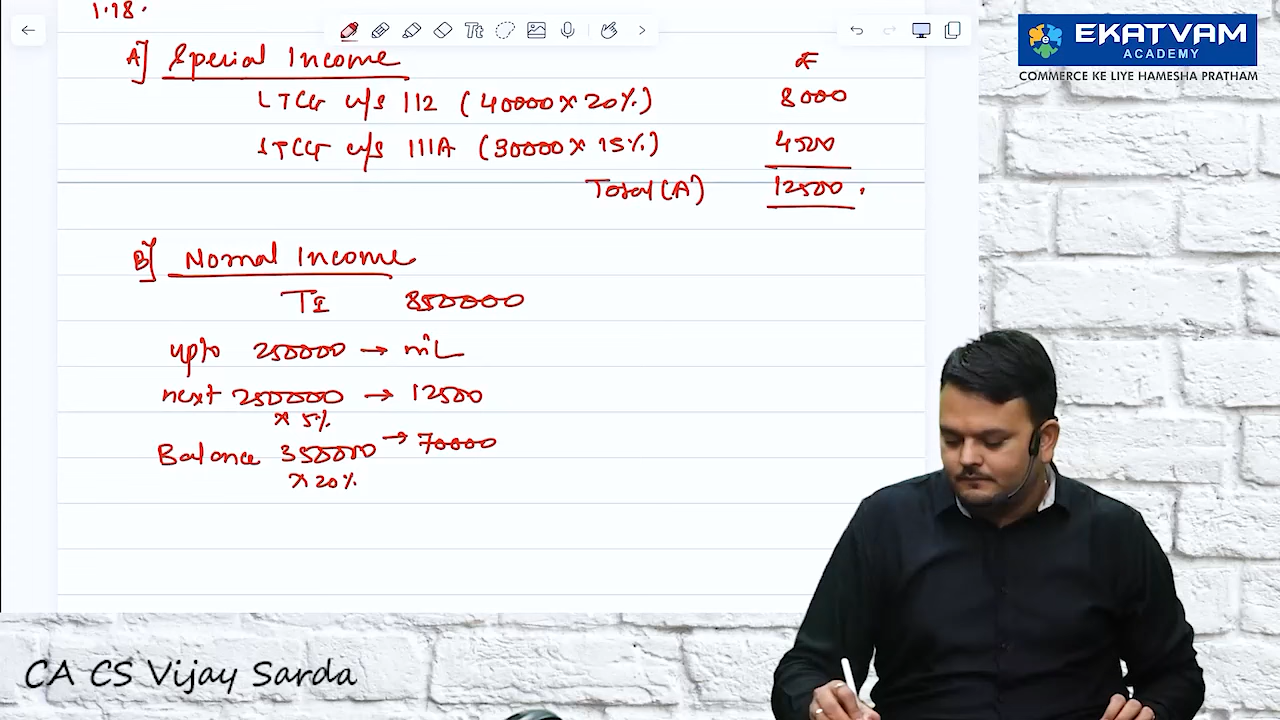 1.18.
EKATVAM
ACADEMY
COMMERCE KE LIYE HAMESHA PRATHAM
A] Special Income ₹
LTCG u/s 112 (40000 x 20%) 8000
STCG u/s 111A (30000 x 15%) 4500
Total (A) 12500.
B] Normal Income
TI 850000
upto 250000 → nil
next 250000 → 12500
x 5%
Balance 350000 → 70000
x 20%
Tt
CA CS Vijay Sarda